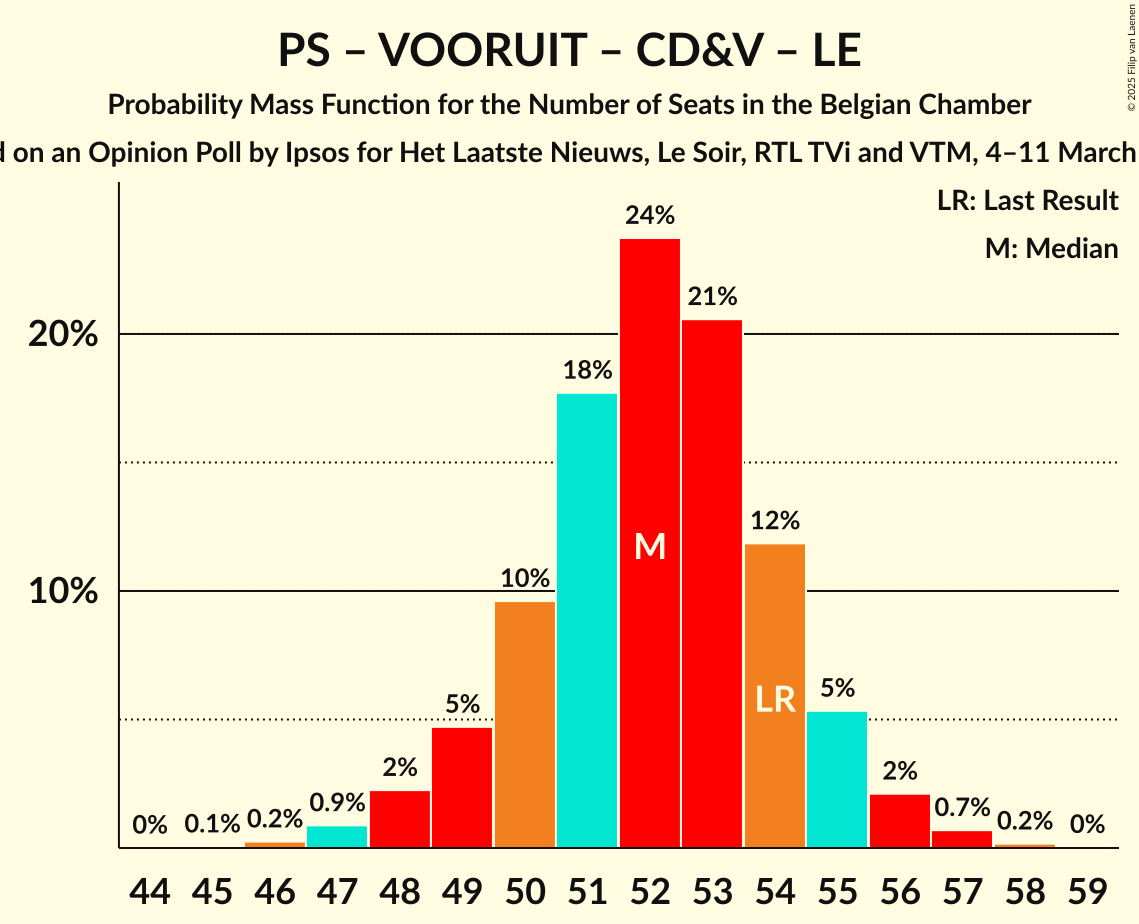 PS – VOORUIT – CD&V – LE
Probability Mass Function for the Number of Seats in the Belgian Chamber
on an Opinion Poll by Ipsos for Het Laatste Nieuws, Le Soir, RTL TVi and VTM, 4–11 March
© 2025 Filip van Laenen
LR: Last Result
M: Median
24%
21%
20%
18%
12%
M
10%
10%
LR
5%
5%
2%
2%
0%
0.1%
0.2%
0.9%
0.7%
0.2%
0%
44 45 46 47 48 49 50 51 52 53 54 55 56 57 58 59